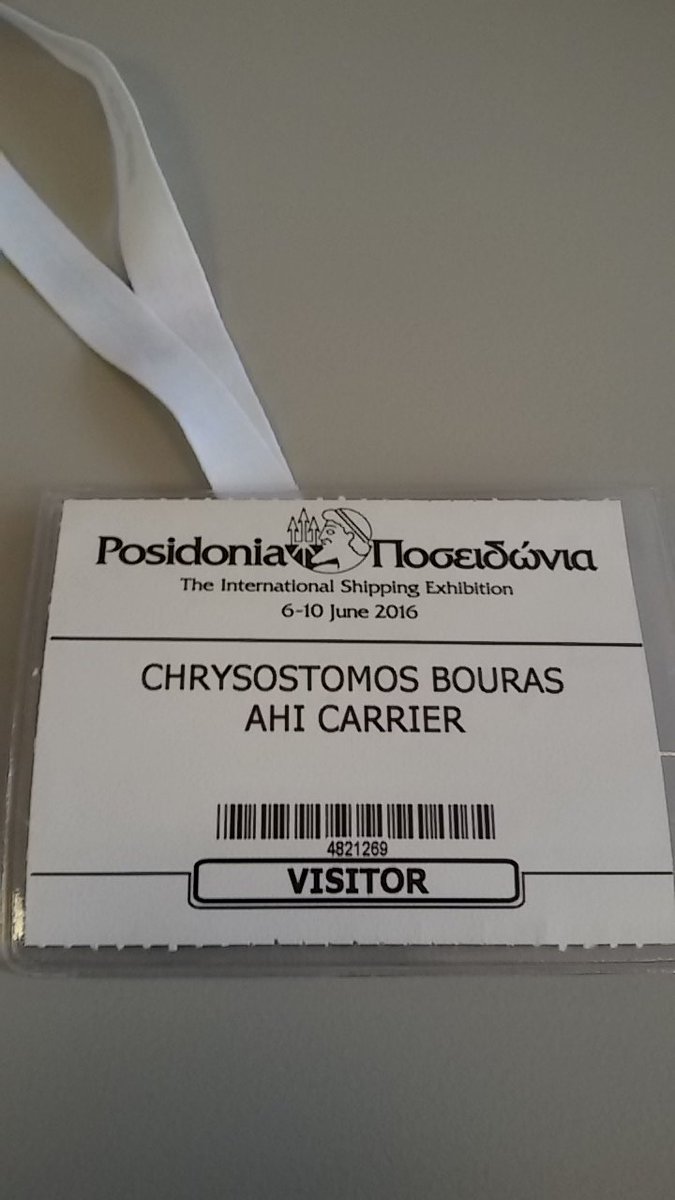 Posidonia Ποσειδώνια
The International Shipping Exhibition
6-10 June 2016
CHRYSOSTOMOS BOURAS
AHI CARRIER
4821269
VISITOR